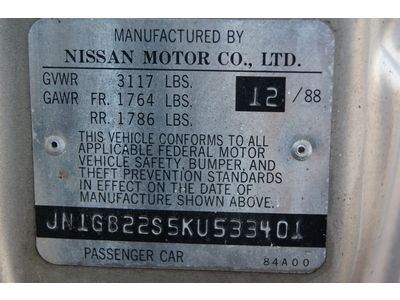 MANUFACTURED BY
NISSAN MOTOR CO., LTD.
GVWR 3117 LBS.
GAWR FR. 1764 LBS. 12/88
RR. 1786 LBS.
THIS VEHICLE CONFORMS TO ALL
APPLICABLE FEDERAL MOTOR
VEHICLE SAFETY, BUMPER, AND
THEFT PREVENTION STANDARDS
IN EFFECT ON THE DATE OF
MANUFACTURE SHOWN ABOVE.
JN1GB22S5KU533401
PASSENGER CAR 84A00